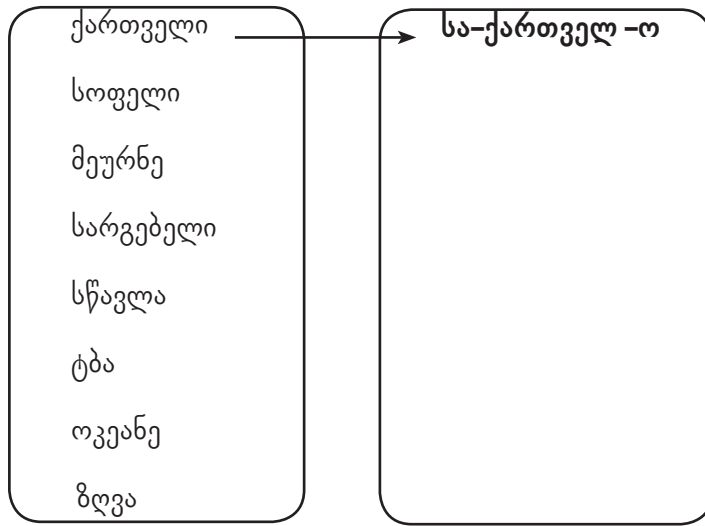 ქართველი
სა-ქართველ -ო
სოფელი
მეურნე
სარგებელი
სწავლა
ტბა
ოკეანე
ზღვა